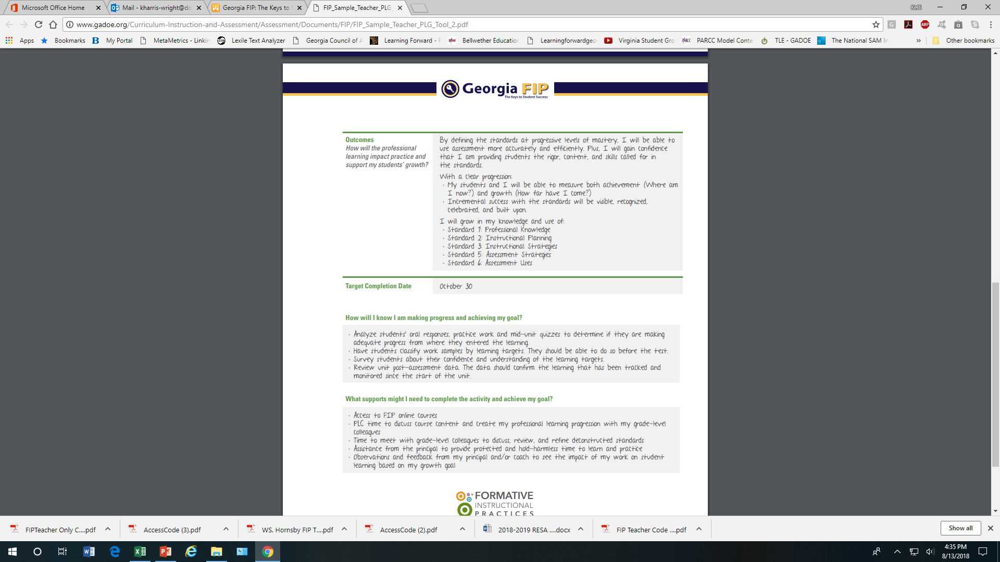 Microsoft Office Home
Mail - kharris-wright@do
Georgia FIP: The Keys to S
FIP_Sample_Teacher_PLG_
Kelli
www.gadoe.org/Curriculum-Instruction-and-Assessment/Assessment/Documents/FIP/FIP_Sample_Teacher_PLG_Tool_2.pdf
Apps
Bookmarks
My Portal
MetaMetrics - Linkin
Lexile Text Analyzer
Georgia Council of A
Learning Forward - P
Bellwether Education
Learningforwardgeo
Virginia Student Gro
PARCC Model Conte
TLE - GADOE
The National SAM In
Other bookmarks
Georgia FIP
The Keys to Student Success
Outcomes
How will the professional
learning impact practice and
support my students' growth?
By defining the standards at progressive levels of mastery, I will be able to
use assessment more accurately and efficiently. Plus, I will gain confidence
that I am providing students the rigor, content, and skills called for in
the standards.
With a clear progression:
· My students and I will be able to measure both achievement (Where am
I now?) and growth (How far have I come?)
· Incremental success with the standards will be visible, recognized,
celebrated, and built upon.
I will grow in my knowledge and use of:
· Standard 1: Professional Knowledge
· Standard 2: Instructional Planning
· Standard 3: Instructional Strategies
· Standard 5: Assessment Strategies
· Standard 6: Assessment Uses
Target Completion Date
October 30
How will I know I am making progress and achieving my goal?
· Analyze students' oral responses, practice work and mid-unit quizzes to determine if they are making
adequate progress from where they entered the learning.
· Have students classify work samples by learning targets. They should be able to do so before the test.
· Survey students about their confidence and understanding of the learning targets.
· Review unit post-assessment data. The data should confirm the learning that has been tracked and
monitored since the start of the unit.
What supports might I need to complete the activity and achieve my goal?
· Access to FIP online courses
· PLC time to discuss course content and create my professional learning progression with my grade-level
colleagues
· Time to meet with grade-level colleagues to discuss, review, and refine deconstructed standards
· Assistance from the principal to provide protected and hold-harmless time to learn and practice
· Observations and feedback from my principal and/or coach to see the impact of my work on student
learning based on my growth goal
FORMATIVE
INSTRUCTIONAL
PRACTICES
FIPTeacher Only C....pdf
AccessCode (3).pdf
WS. Hornsby FIP T....pdf
AccessCode (2).pdf
2018-2019 RESA ....docx
FIP Teacher Code ....pdf
Show all
4:35 PM
8/13/2018